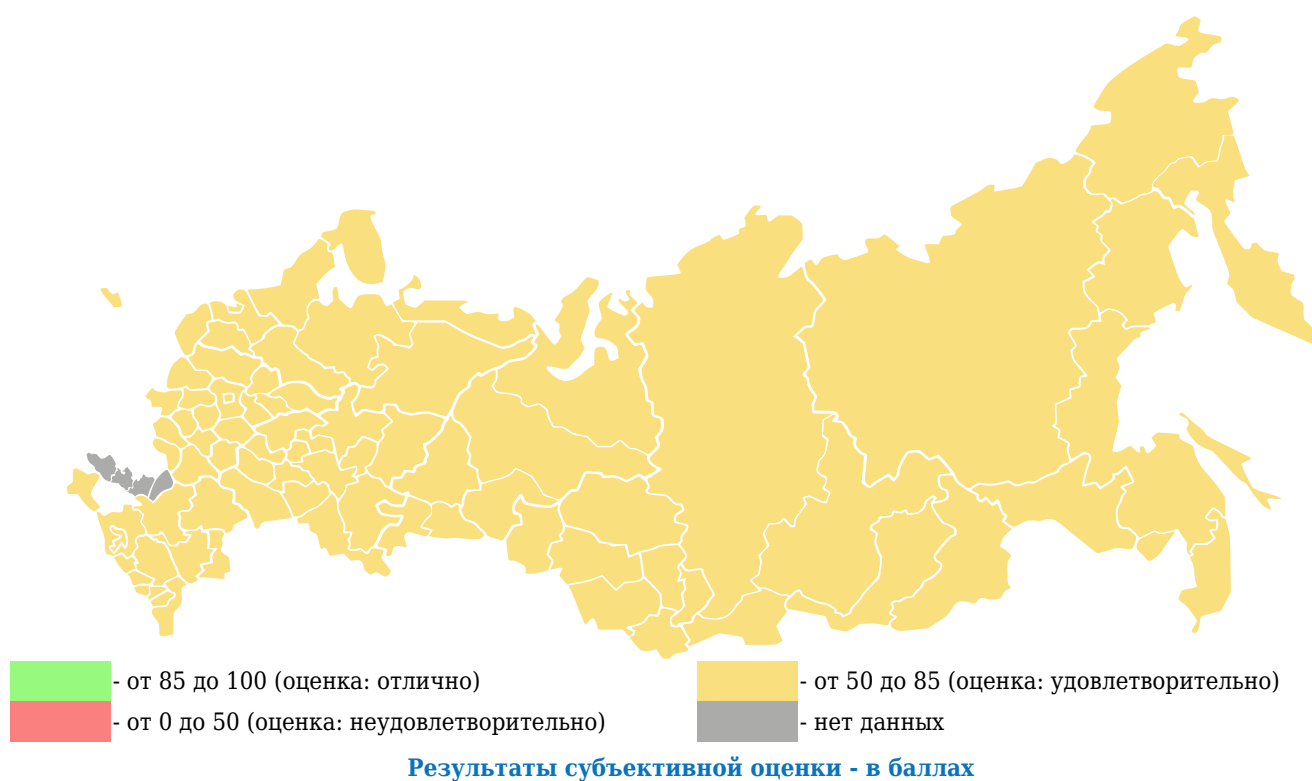 - от 85 до 100 (оценка: отлично)
- от 50 до 85 (оценка: удовлетворительно)
- от 0 до 50 (оценка: неудовлетворительно)
- нет данных
Результаты субъективной оценки - в баллах